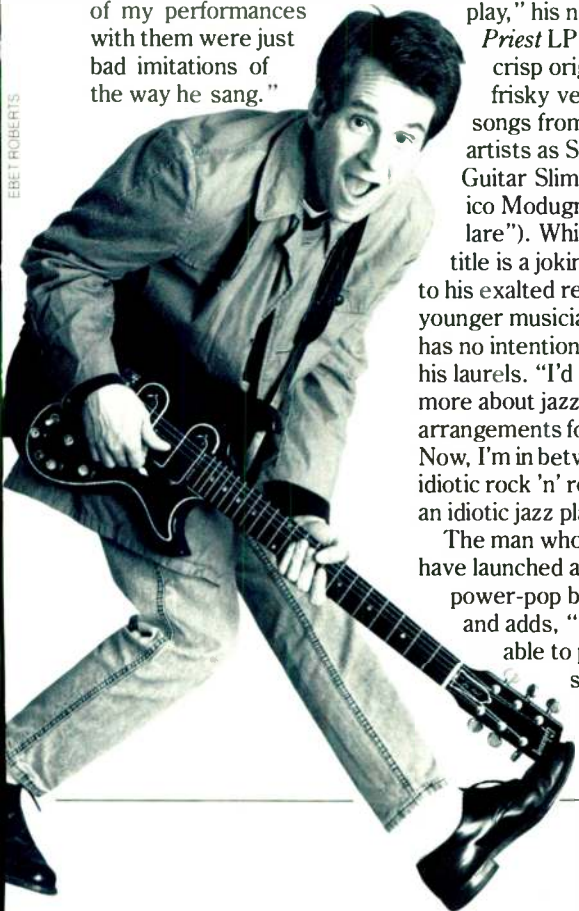 of my performances
with them were just
bad imitations of
the way he sang."
EBET ROBERTS
play," his n
Priest LP
crisp orig
frisky ve
songs from
artists as S
Guitar Slim
ico Modugn
lare"). Whi
title is a jokin
to his exalted re
younger musicia
has no intention
his laurels. "I'd
more about jazz
arrangements fo
Now, I'm in betv
idiotic rock 'n' r
an idiotic jazz pla
The man who
have launched a
power-pop b
and adds, "
able to p
s
Gibson